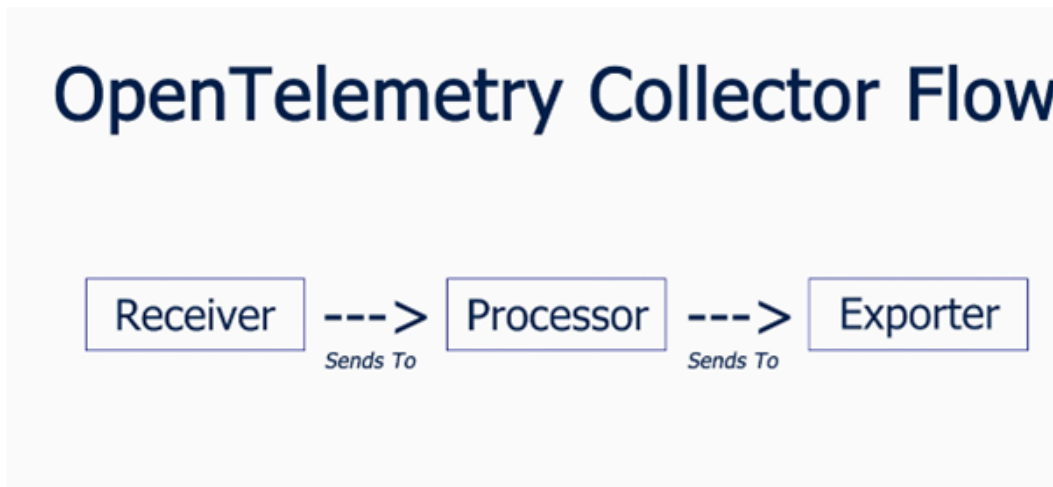 OpenTelemetry Collector Flow
Receiver ---> Processor ---> Exporter
Sends To Sends To